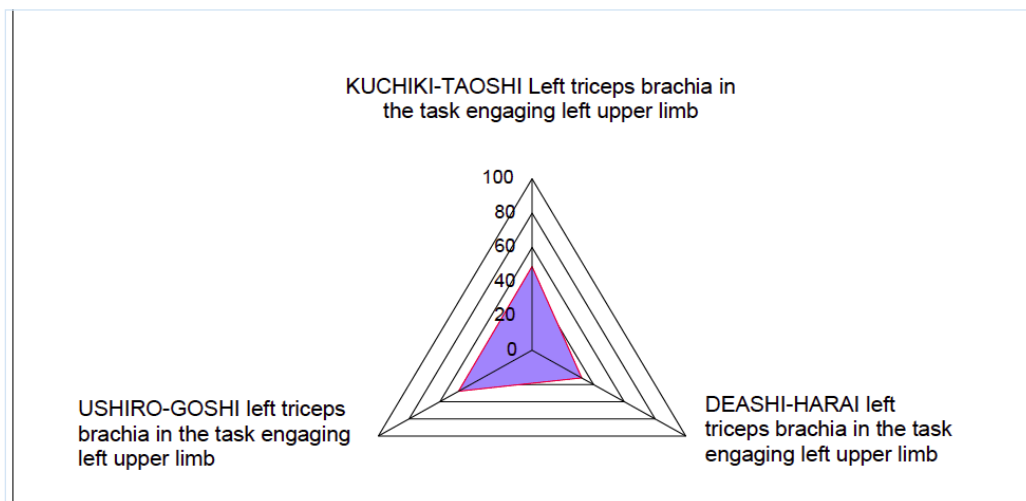 KUCHIKI-TAOSHI Left triceps brachia in
the task engaging left upper limb
100
80
60
40
20
0
USHIRO-GOSHI left triceps
brachia in the task engaging
left upper limb
DEASHI-HARAI left
triceps brachia in the task
engaging left upper limb